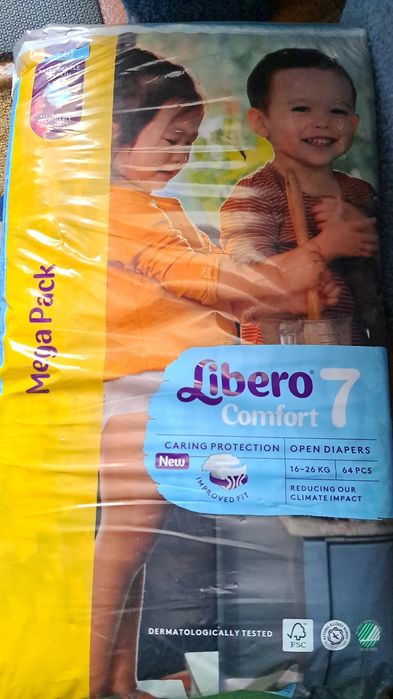 Mega Pack
Libero
Comfort
7
CARING PROTECTION
New
IMPROVED FIT
OPEN DIAPERS
16–26 KG
64 PCS
REDUCING OUR
CLIMATE IMPACT
DERMATOLOGICALLY TESTED
FSC